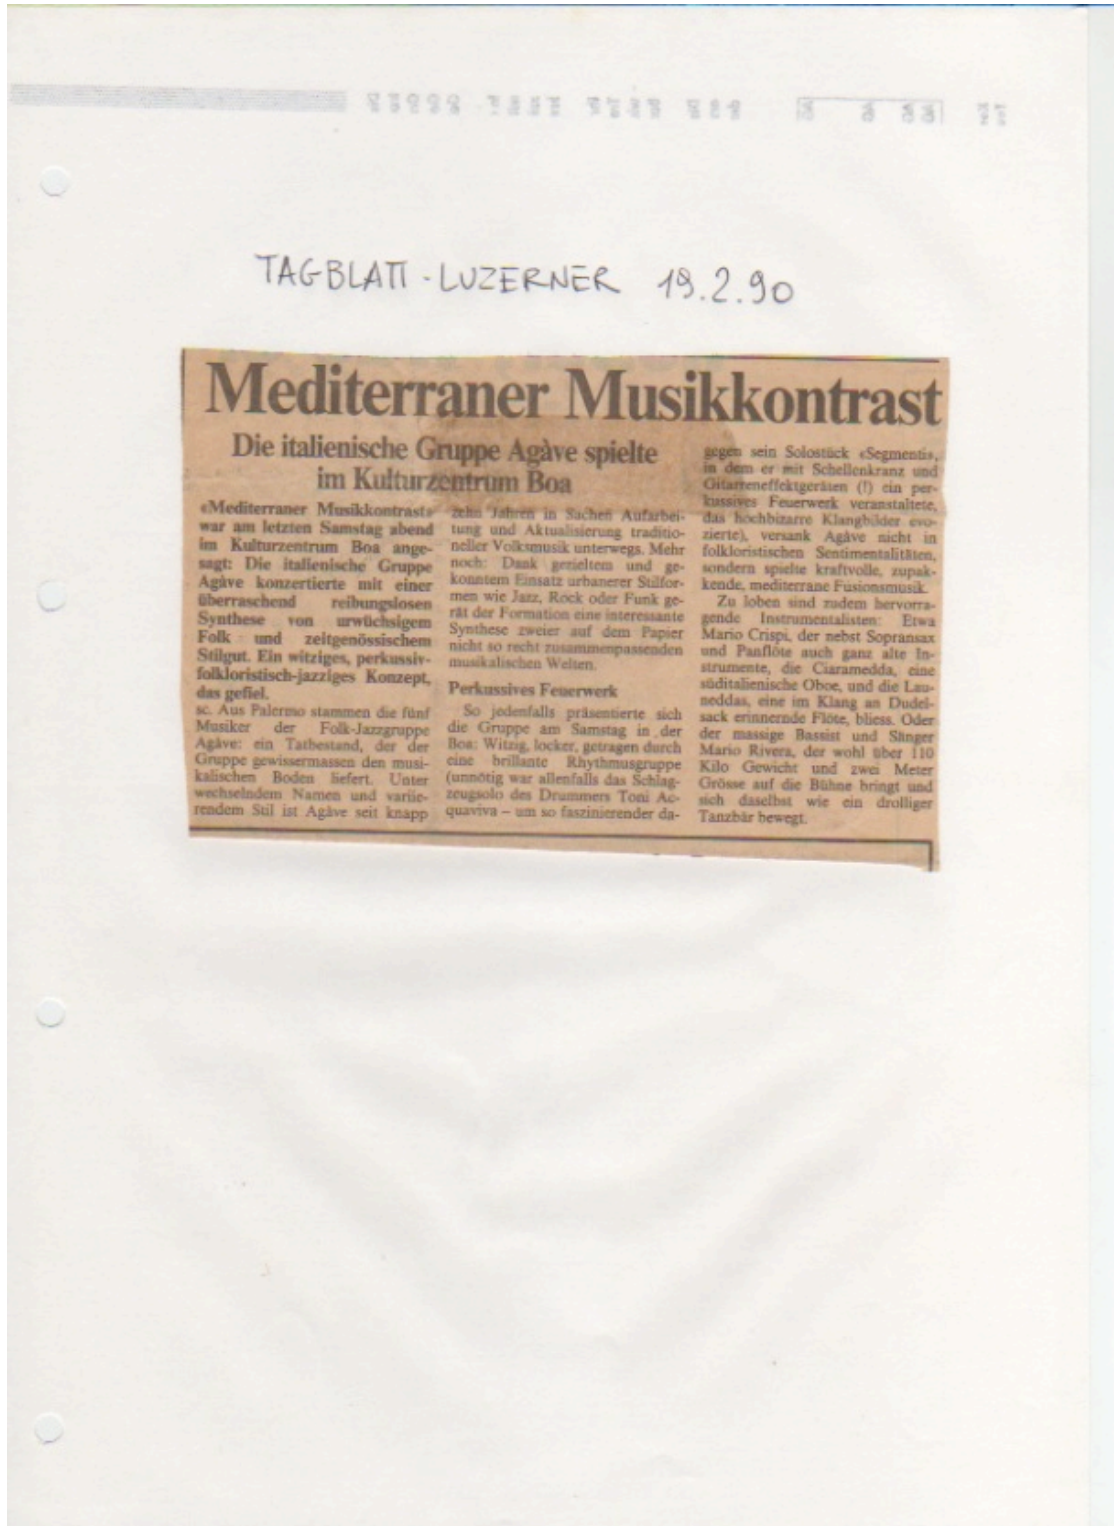 TAGBLATT - LUZERNER 19.2.90
Mediterraner Musikkontrast
Die italienische Gruppe Agàve spielte
im Kulturzentrum Boa
«Mediterraner Musikkontrast»
war am letzten Samstag abend
im Kulturzentrum Boa ange-
sagt: Die italienische Gruppe
Agàve konzertierte mit einer
überraschend reibungslosen
Synthese von urwüchsigem
Folk und zeitgenössischem
Stilgut. Ein witziges, perkussiv-
folkloristisch-jazziges Konzept,
das gefiel.
sc. Aus Palermo stammen die fünf
Musiker der Folk-Jazzgruppe
Agàve: ein Tatbestand, der der
Gruppe gewissermassen den musi-
kalischen Boden liefert. Unter
wechselndem Namen und variie-
rendem Stil ist Agàve seit knapp
zehn Jahren in Sachen Aufarbei-
tung und Aktualisierung traditio-
neller Volksmusik unterwegs. Mehr
noch: Dank gezieltem und ge-
konntem Einsatz urbanerer Stilfor-
men wie Jazz, Rock oder Funk ge-
rät der Formation eine interessante
Synthese zweier auf dem Papier
nicht so recht zusammenpassenden
musikalischen Welten.
Perkussives Feuerwerk
So jedenfalls präsentierte sich
die Gruppe am Samstag in der
Boa: Witzig, locker, getragen durch
eine brillante Rhythmusgruppe
(unnötig war allenfalls das Schlag-
zeugsolo des Drummers Toni Ac-
quaviva – um so faszinierender da-
gegen sein Solostück «Segmenti»,
in dem er mit Schellenkranz und
Gitarreneffektgeräten (!) ein per-
kussives Feuerwerk veranstaltete,
das hochbizarre Klangbilder evo-
zierte), versank Agàve nicht in
folkloristischen Sentimentalitäten,
sondern spielte kraftvolle, zupak-
kende, mediterrane Fusionsmusik.
Zu loben sind zudem hervorra-
gende Instrumentalisten: Etwa
Mario Crispi, der nebst Sopransax
und Panflöte auch ganz alte In-
strumente, die Ciaramedda, eine
süditalienische Oboe, und die Lau-
neddas, eine im Klang an Dudel-
sack erinnernde Flöte, bliess. Oder
der massige Bassist und Sänger
Mario Rivera, der wohl über 110
Kilo Gewicht und zwei Meter
Grösse auf die Bühne bringt und
sich daselbst wie ein drolliger
Tanzbär bewegt.